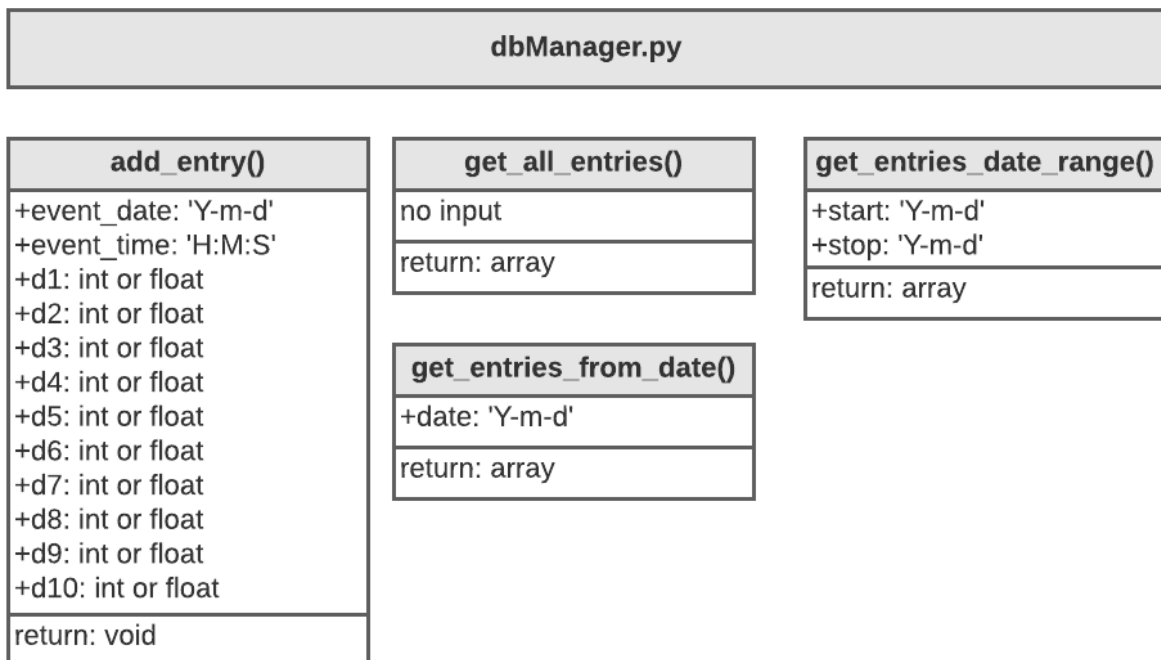 dbManager.py
add_entry()
+event_date: 'Y-m-d'
+event_time: 'H:M:S'
+d1: int or float
+d2: int or float
+d3: int or float
+d4: int or float
+d5: int or float
+d6: int or float
+d7: int or float
+d8: int or float
+d9: int or float
+d10: int or float
return: void
get_all_entries()
no input
return: array
get_entries_from_date()
+date: 'Y-m-d'
return: array
get_entries_date_range()
+start: 'Y-m-d'
+stop: 'Y-m-d'
return: array